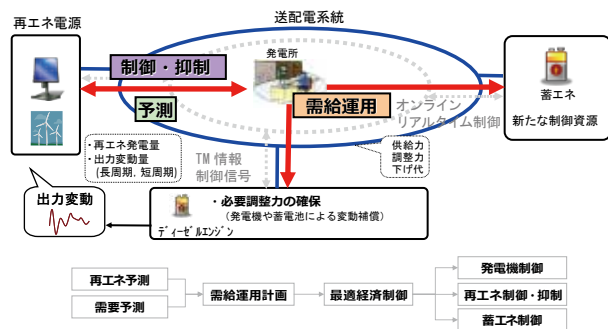 再エネ電源
送配電系統
発電所
制御・抑制
予測
需給運用
オンライン
リアルタイム制御
蓄エネ
新たな制御資源
・再エネ発電量
・出力変動量
(長周期，短周期)
TM 情報
制御信号
供給力
調整力
下げ代
出力変動
・必要調整力の確保
(発電機や蓄電池による変動補償)
ディーゼルエンジン
再エネ予測
需要予測
需給運用計画
最適経済制御
発電機制御
再エネ制御・抑制
蓄エネ制御